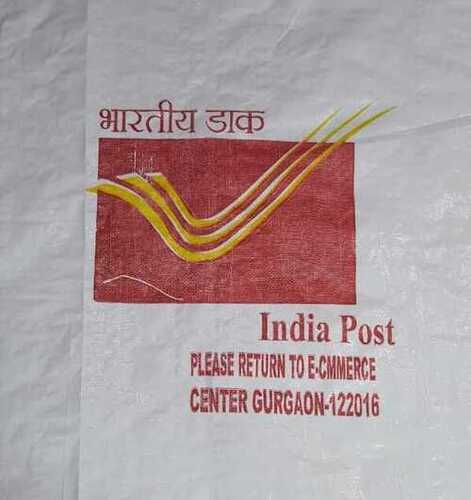 भारतीय डाक
India Post
PLEASE RETURN TO E-CMMERCE
CENTER GURGAON-122016